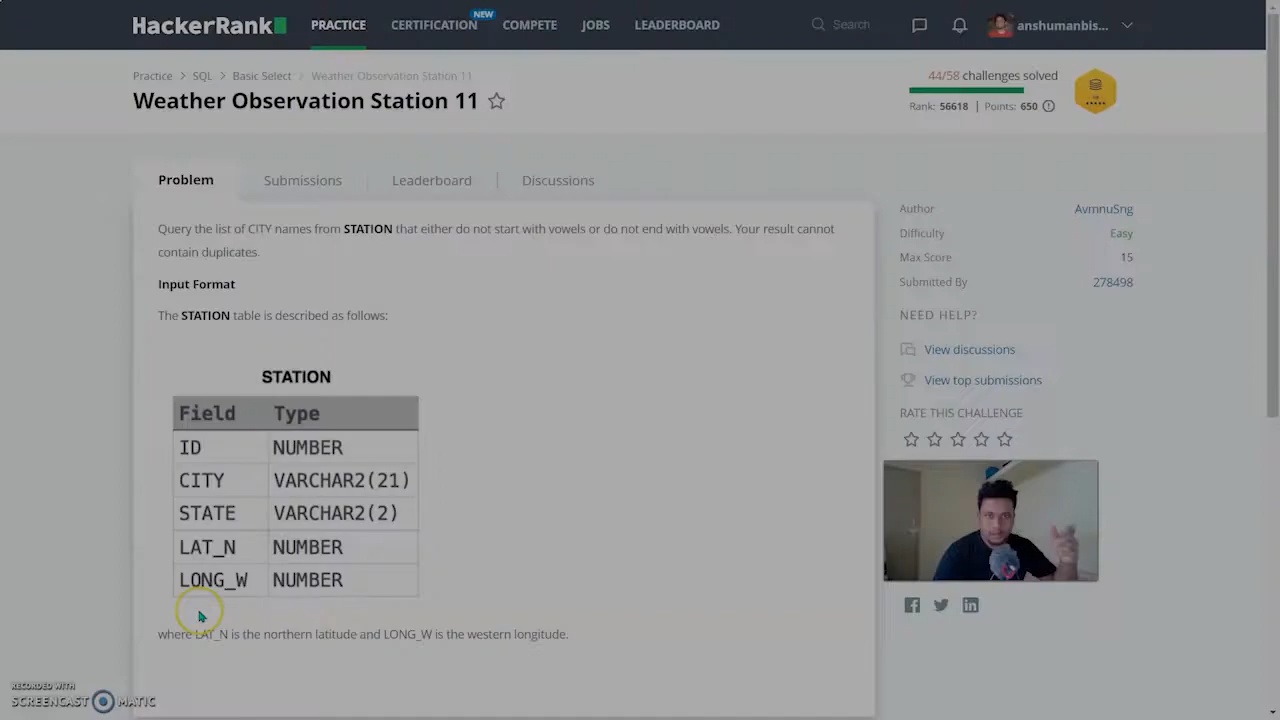 HackerRank
PRACTICE
CERTIFICATION
NEW
COMPETE
JOBS
LEADERBOARD
Search
anshumanbis...
Practice > SQL > Basic Select > Weather Observation Station 11
Weather Observation Station 11
44/58 challenges solved
Rank: 56618 | Points: 650
Problem
Submissions
Leaderboard
Discussions
Query the list of CITY names from STATION that either do not start with vowels or do not end with vowels. Your result cannot
contain duplicates.
Input Format
The STATION table is described as follows:
STATION
Field Type
ID NUMBER
CITY VARCHAR2(21)
STATE VARCHAR2(2)
LAT_N NUMBER
LONG_W NUMBER
where LAT_N is the northern latitude and LONG_W is the western longitude.
Author AvmnuSng
Difficulty Easy
Max Score 15
Submitted By 278498
NEED HELP?
View discussions
View top submissions
RATE THIS CHALLENGE
RECORDED WITH
SCREENCAST MATIC